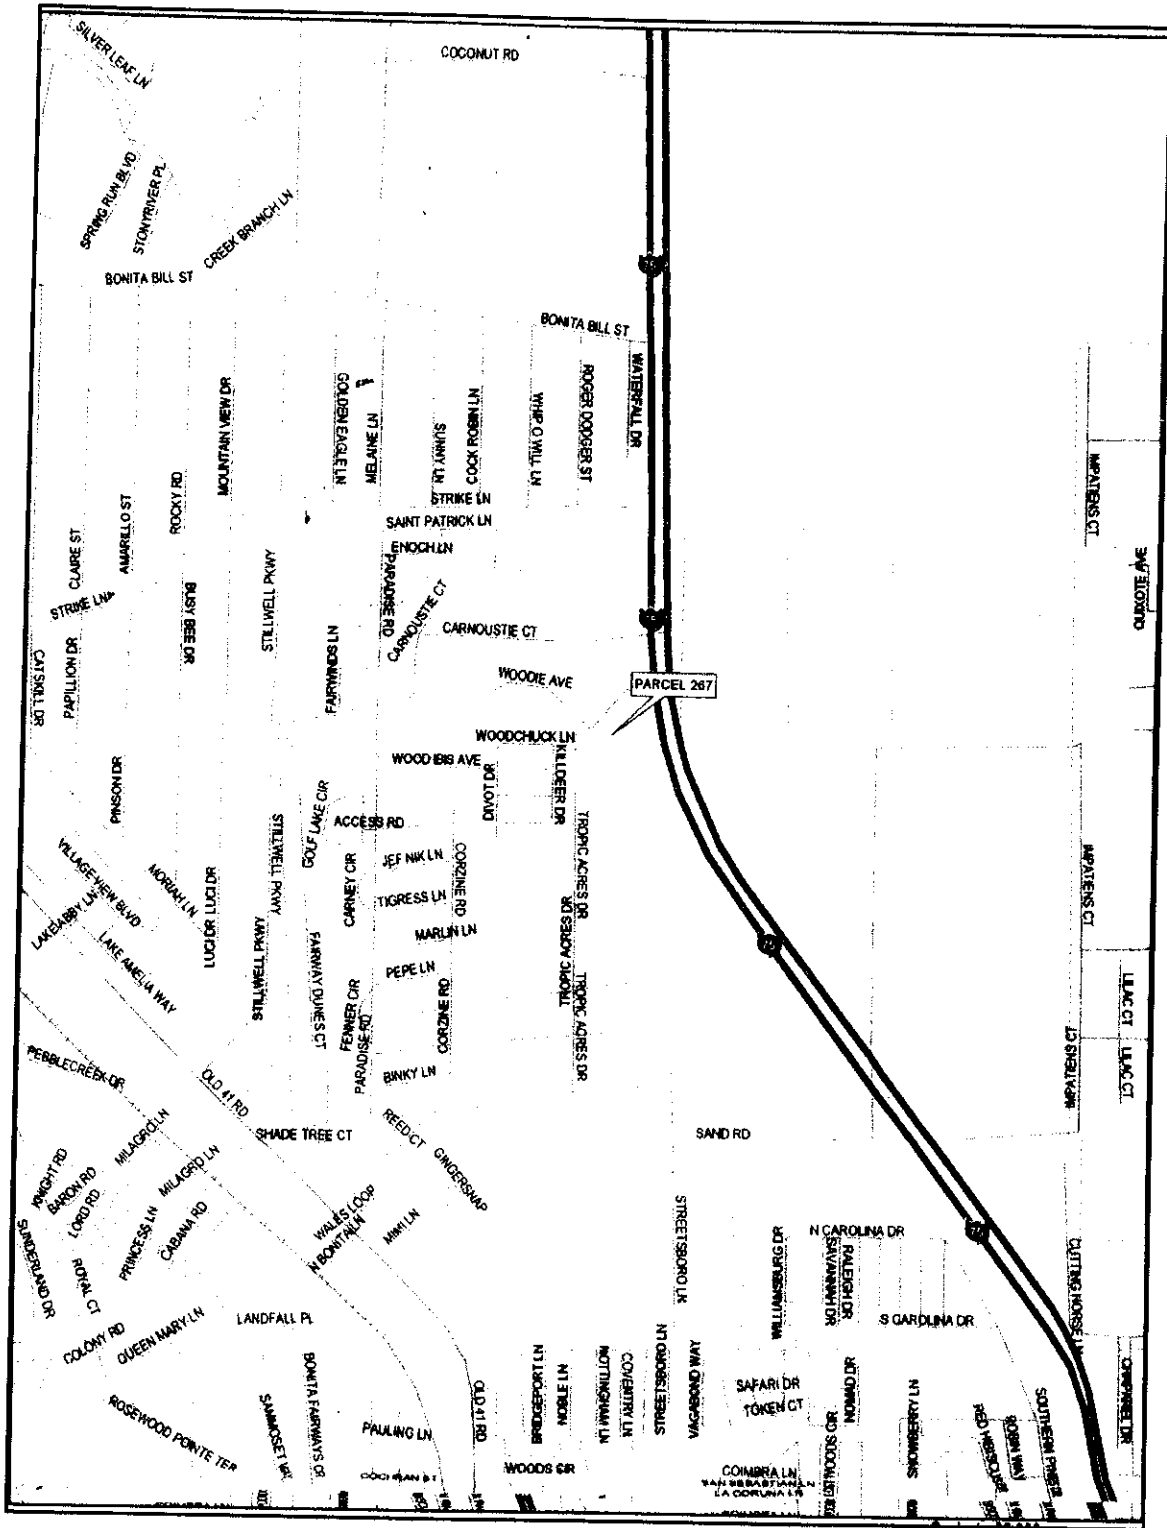 COCONUT RD
SILVER LEAF LN
SPRING RUN BLVD
STONYRIVER PL
CREEK BRANCH LN
BONITA BILL ST
BONITA BILL ST
WATERFALL DR
ROGER DODGER ST
WHIP O WILL LN
COCK ROBIN LN
SUNNY LN
MELAINE LN
GOLDEN EAGLE LN
MOUNTAIN VIEW DR
ROCKY RD
AMARILLO ST
CLAIRE ST
STRIKE LN
STRIKE LN
SAINT PATRICK LN
ENOCH LN
PARADISE RD
CARNOUSTIE CT
CARNOUSTIE CT
STILLWELL PKWY
BUSY BEE DR
FAIRWINDS LN
PAPILLION DR
CATSKILL DR
IMPATIENS CT
QUIXOTE AVE
WOODIE AVE
PARCEL 267
WOODCHUCK LN
WOOD IBIS AVE
KILLDEER DR
DIVOT DR
PINSON DR
GOLF LAKE CIR
ACCESS RD
STILLWELL PKWY
JEF NIK LN
CORZINE RD
TROPIC ACRES DR
IMPATIENS CT
VILLAGE VIEW BLVD
MORIAH LN
LUCI DR
LUCI DR
CARNEY CIR
TIGRESS LN
MARLIN LN
LAKE ABBY LN
LAKE AMELIA WAY
STILLWELL PKWY
FAIRWAY DUNES CT
FENNER CIR
PARADISE RD
PEPE LN
CORZINE RD
TROPIC ACRES DR
TROPIC ACRES DR
LILAC CT
LILAC CT
IMPATIENS CT
PEBBLECREEK DR
OLD 41 RD
BINKY LN
SHADE TREE CT
REED CT
GINGERSNAP
SAND RD
MILAGRO LN
MILAGRO LN
KNIGHT RD
BARON RD
LORD RD
PRINCESS LN
CABANA RD
WALES LOOP
N BONITA LN
MIMI LN
STREETSBORO LN
WILLIAMSBURG DR
N CAROLINA DR
SAVANNAH DR
RALEIGH DR
S CAROLINA DR
CUTTING HORSE LN
SUNDERLAND DR
ROYAL CT
COLONY RD
QUEEN MARY LN
LANDFALL PL
ROSEWOOD POINTE TER
SAMMOSET
BONITA FAIRWAYS
PAULING LN
OLD 41 RD
BRIDGEPORT LN
NOBLE LN
NOTTINGHAM LN
COVENTRY LN
STREETSBORO LN
VAGABOND WAY
SAFARI DR
TOKEN CT
NOMAD DR
SNOWBERRY LN
RED HIBISCUS
ROBIN WAY
SOUTHERN PINES
CHAPARREL DR
WOODS CIR
COIMBRA LN
SAN SEBASTIAN LN
LA CORUNA LN